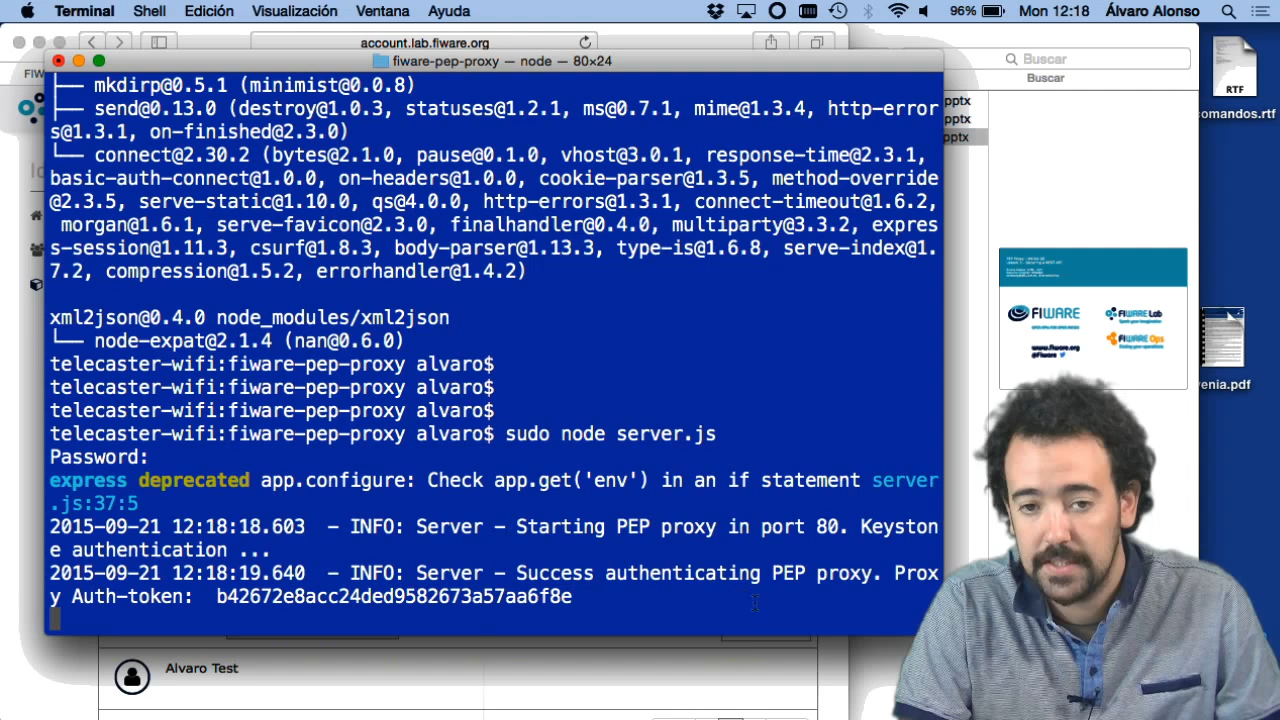 Terminal Shell Edición Visualización Ventana Ayuda 96% Mon 12:18 Álvaro Alonso
account.lab.fiware.org
fiware-pep-proxy — node — 80×24
Buscar
Buscar
FIW
├── mkdirp@0.5.1 (minimist@0.0.8)
├── send@0.13.0 (destroy@1.0.3, statuses@1.2.1, ms@0.7.1, mime@1.3.4, http-error
s@1.3.1, on-finished@2.3.0)
└── connect@2.30.2 (bytes@2.1.0, pause@0.1.0, vhost@3.0.1, response-time@2.3.1,
basic-auth-connect@1.0.0, on-headers@1.0.0, cookie-parser@1.3.5, method-override
@2.3.5, serve-static@1.10.0, qs@4.0.0, http-errors@1.3.1, connect-timeout@1.6.2,
morgan@1.6.1, serve-favicon@2.3.0, finalhandler@0.4.0, multiparty@3.3.2, expres
s-session@1.11.3, csurf@1.8.3, body-parser@1.13.3, type-is@1.6.8, serve-index@1.
7.2, compression@1.5.2, errorhandler@1.4.2)
xml2json@0.4.0 node_modules/xml2json
└── node-expat@2.1.4 (nan@0.6.0)
telecaster-wifi:fiware-pep-proxy alvaro$
telecaster-wifi:fiware-pep-proxy alvaro$
telecaster-wifi:fiware-pep-proxy alvaro$
telecaster-wifi:fiware-pep-proxy alvaro$ sudo node server.js
Password:
express deprecated app.configure: Check app.get('env') in an if statement server
.js:37:5
2015-09-21 12:18:18.603 - INFO: Server - Starting PEP proxy in port 80. Keyston
e authentication ...
2015-09-21 12:18:19.640 - INFO: Server - Success authenticating PEP proxy. Prox
y Auth-token: b42672e8acc24ded9582673a57aa6f8e
Alvaro Test
pptx
pptx
pptx
RTF
comandos.rtf
venia.pdf
FIWARE
FIWARE Lab
FIWARE Ops
www.fiware.org
@Fiware